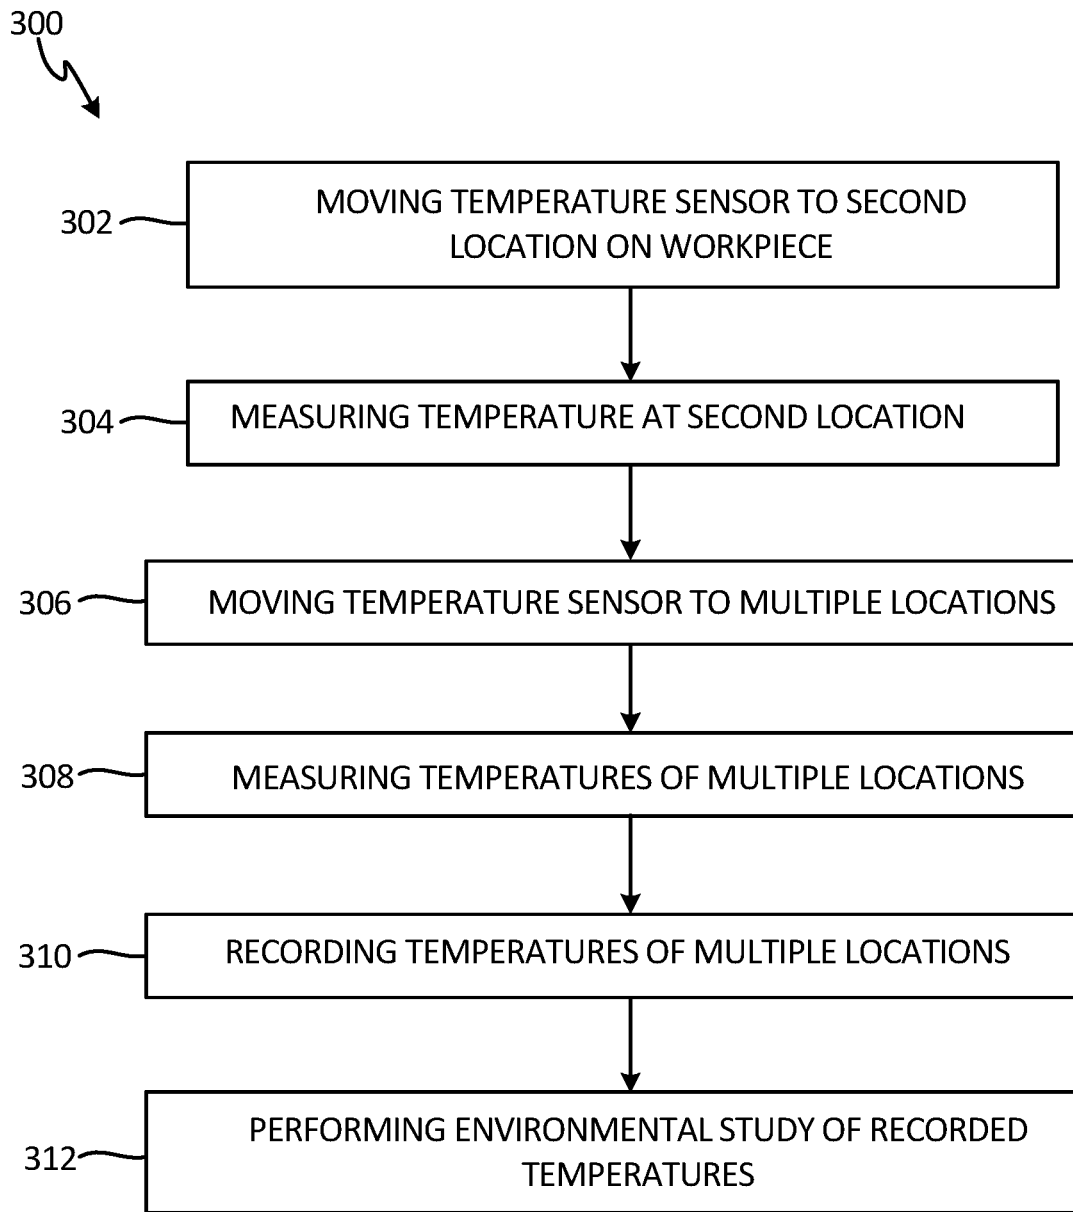 300
302
MOVING TEMPERATURE SENSOR TO SECOND
LOCATION ON WORKPIECE
304
MEASURING TEMPERATURE AT SECOND LOCATION
306
MOVING TEMPERATURE SENSOR TO MULTIPLE LOCATIONS
308
MEASURING TEMPERATURES OF MULTIPLE LOCATIONS
310
RECORDING TEMPERATURES OF MULTIPLE LOCATIONS
312
PERFORMING ENVIRONMENTAL STUDY OF RECORDED
TEMPERATURES